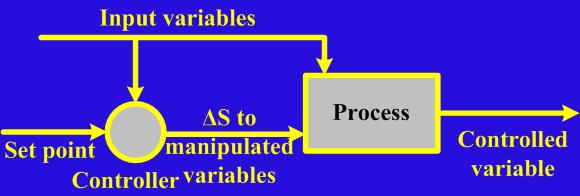 Input variables
ΔS to
manipulated
variables
Process
Set point
Controller
Controlled
variable